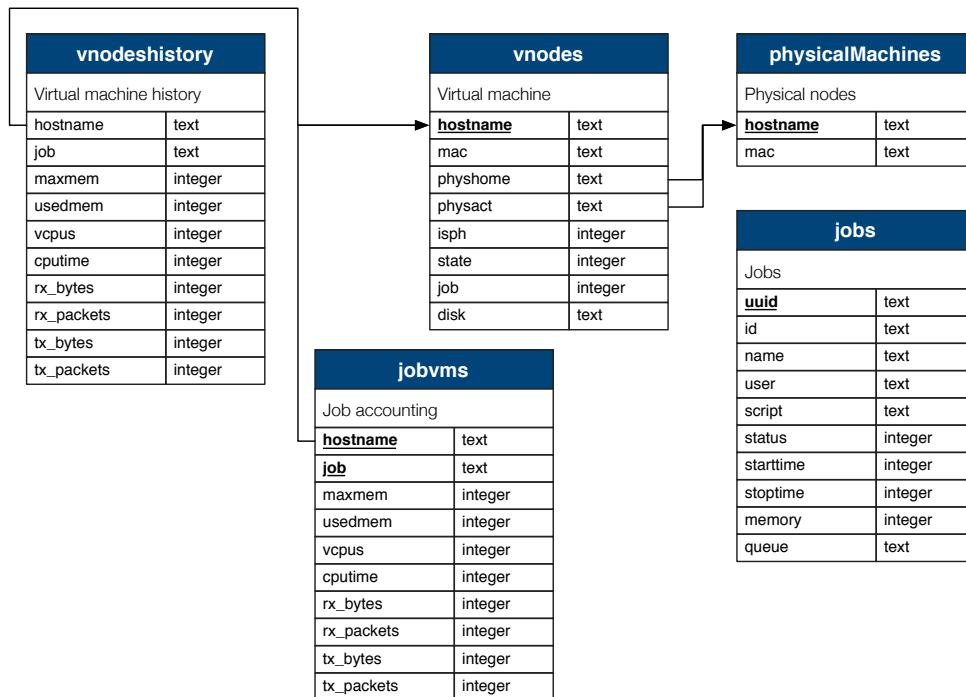 vnodeshistory
Virtual machine history
hostname text
job text
maxmem integer
usedmem integer
vcpus integer
cputime integer
rx_bytes integer
rx_packets integer
tx_bytes integer
tx_packets integer
vnodes
Virtual machine
hostname text
mac text
physhome text
physact text
isph integer
state integer
job integer
disk text
physicalMachines
Physical nodes
hostname text
mac text
jobs
Jobs
uuid text
id text
name text
user text
script text
status integer
starttime integer
stoptime integer
memory integer
queue text
jobvms
Job accounting
hostname text
job text
maxmem integer
usedmem integer
vcpus integer
cputime integer
rx_bytes integer
rx_packets integer
tx_bytes integer
tx_packets integer